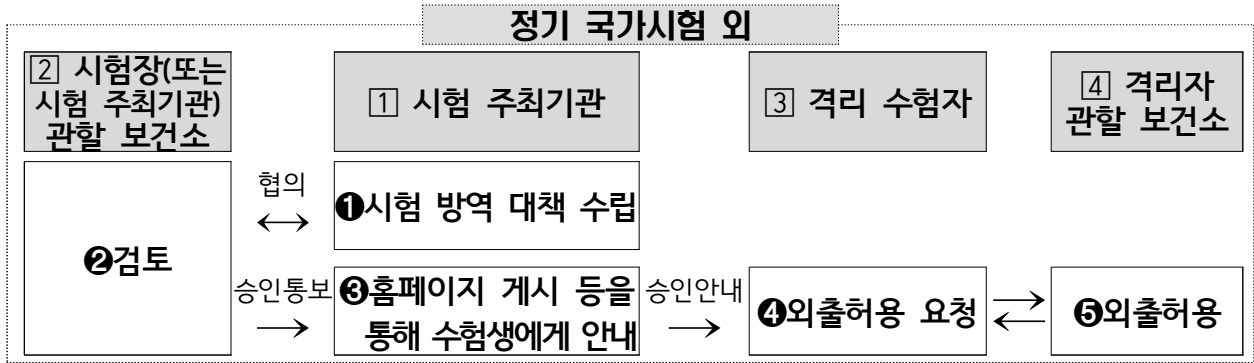 정기 국가시험 외
2 시험장(또는
시험 주최기관)
관할 보건소
1 시험 주최기관
3 격리 수험자
4 격리자
관할 보건소
협의
↔
❶시험 방역 대책 수립
❷검토
승인통보
→
❸홈페이지 게시 등을
통해 수험생에게 안내
승인안내
→
❹외출허용 요청
⇄
❺외출허용